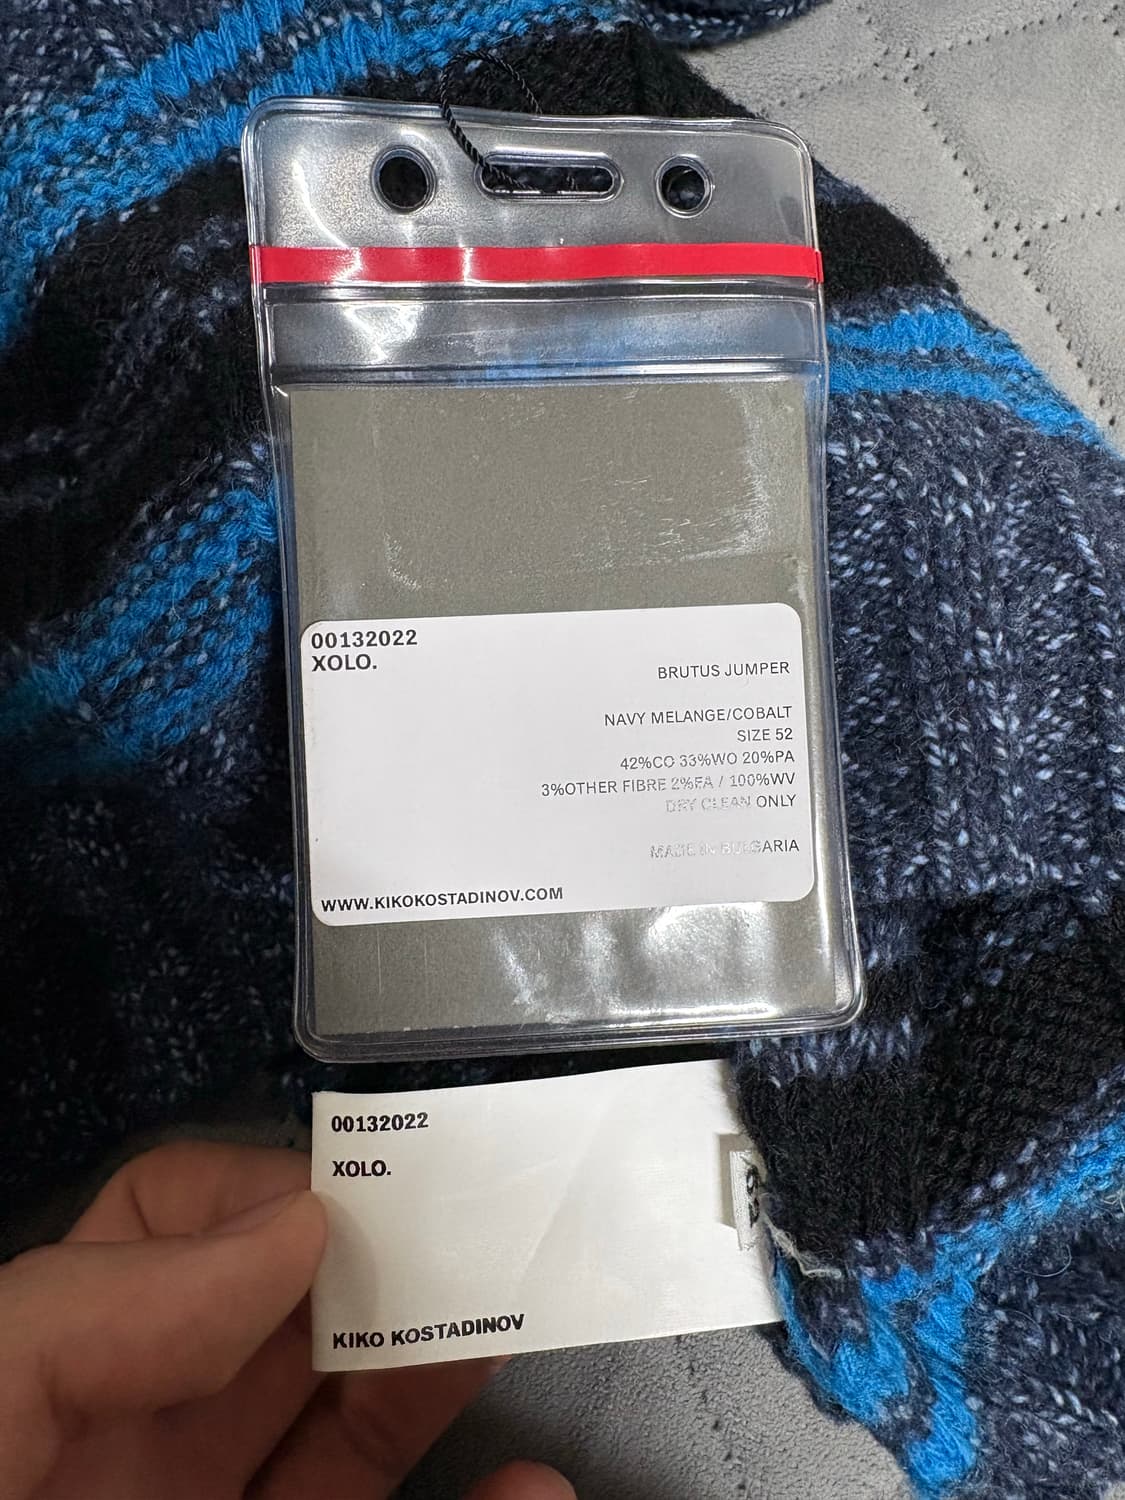 00132022
XOLO.
BRUTUS JUMPER
NAVY MELANGE/COBALT
SIZE 52
42%CO 33%WO 20%PA
3%OTHER FIBRE 2%EA / 100%WV
DRY CLEAN ONLY
MADE IN BULGARIA
WWW.KIKOKOSTADINOV.COM
00132022
XOLO.
KIKO KOSTADINOV